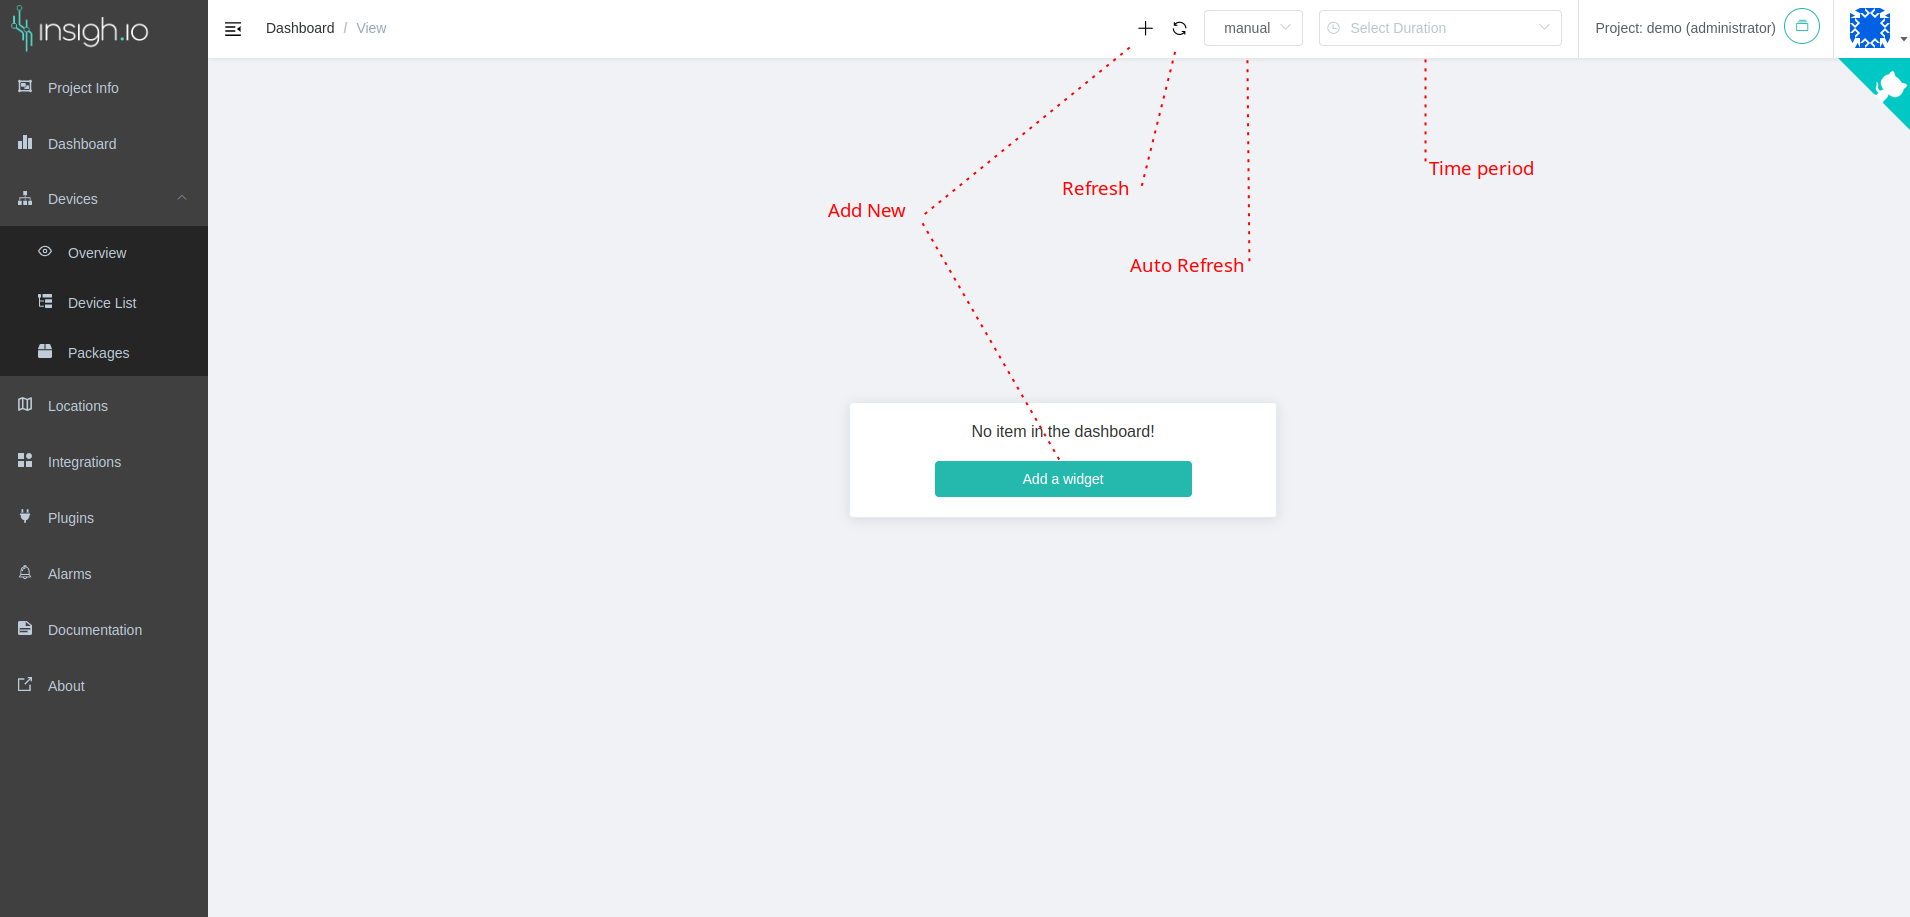 insigh.io
Dashboard / View
manual
Select Duration
Project: demo (administrator)
Project Info
Dashboard
Devices
Overview
Device List
Packages
Locations
Integrations
Plugins
Alarms
Documentation
About
Time period
Refresh
Add New
Auto Refresh
No item in the dashboard!
Add a widget